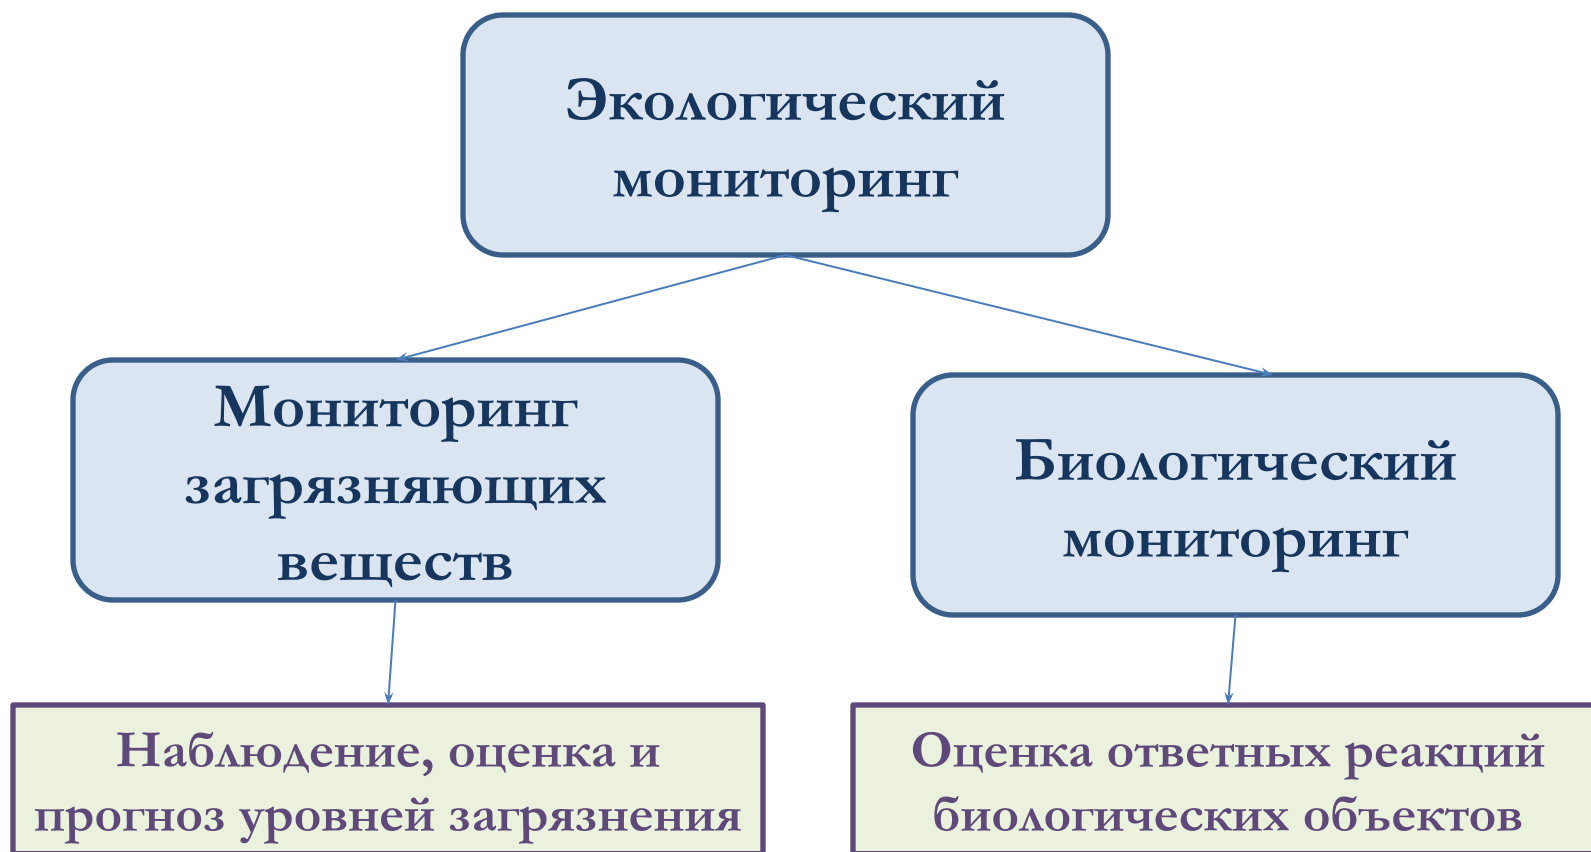 Экологический
мониторинг
Мониторинг
загрязняющих
веществ
Биологический
мониторинг
Наблюдение, оценка и
прогноз уровней загрязнения
Оценка ответных реакций
биологических объектов